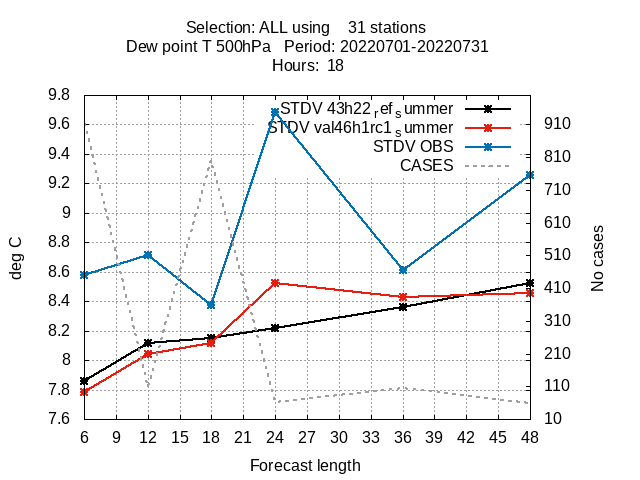 Selection: ALL using 31 stations
Dew point T 500hPa Period: 20220701-20220731
Hours: 18
STDV 43h22refsummer
STDV val46h1rc1summer
STDV OBS
CASES
deg C
9.8
9.6
9.4
9.2
9
8.8
8.6
8.4
8.2
8
7.8
7.6
910
810
710
610
510
410
310
210
110
10
No cases
6 9 12 15 18 21 24 27 30 33 36 39 42 45 48
Forecast length